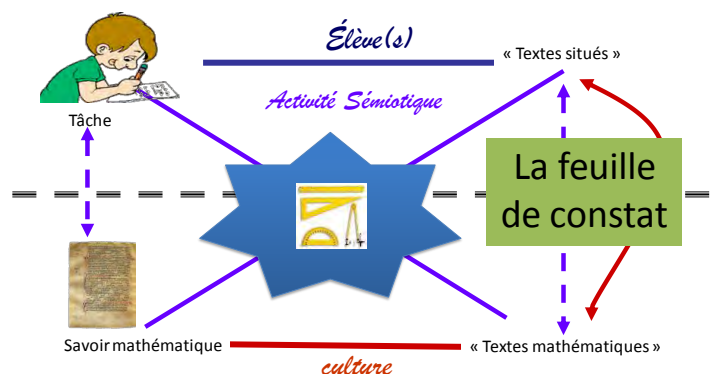 Élève(s)
« Textes situés »
Activité Sémiotique
Tâche
La feuille
de constat
Savoir mathématique
« Textes mathématiques »
culture